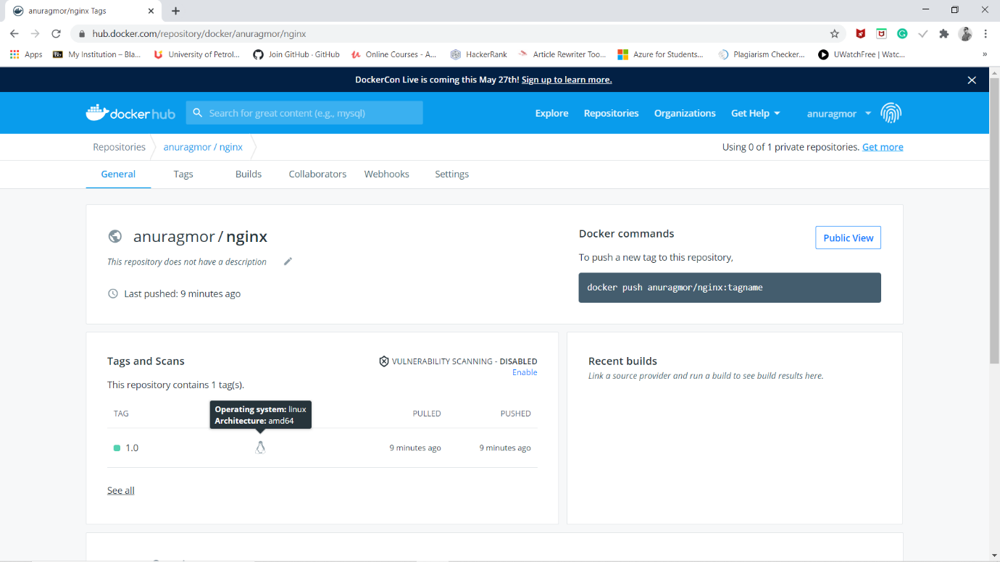 anuragmor/nginx Tags
hub.docker.com/repository/docker/anuragmor/nginx
Apps
Bb My Institution – Bla...
University of Petrol...
Join GitHub · GitHub
Online Courses - A...
HackerRank
Article Rewriter Too...
Azure for Students...
Plagiarism Checker...
UWatchFree | Watc...
»
DockerCon Live is coming this May 27th! Sign up to learn more.
dockerhub
Search for great content (e.g., mysql)
Explore
Repositories
Organizations
Get Help
anuragmor
Repositories
anuragmor / nginx
Using 0 of 1 private repositories. Get more
General
Tags
Builds
Collaborators
Webhooks
Settings
anuragmor / nginx
This repository does not have a description
Last pushed: 9 minutes ago
Docker commands
Public View
To push a new tag to this repository,
docker push anuragmor/nginx:tagname
Tags and Scans
VULNERABILITY SCANNING - DISABLED
Enable
This repository contains 1 tag(s).
Operating system: linux
Architecture: amd64
TAG
PULLED
PUSHED
1.0
9 minutes ago
9 minutes ago
See all
Recent builds
Link a source provider and run a build to see build results here.